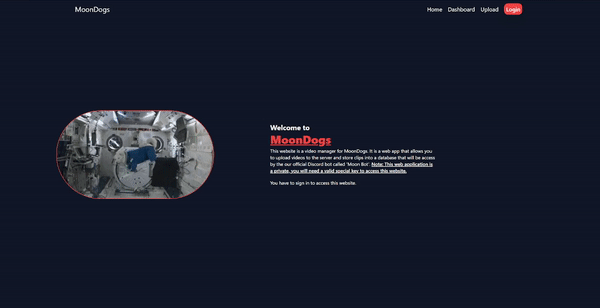 MoonDogs
Home Dashboard Upload Login
Welcome to
MoonDogs
This website is a video manager for MoonDogs. It is a web app that allows you
to upload videos to the server and store clips into a database that will be access
by the our official Discord bot called 'Moon Bot'. Note: This web application is
a private, you will need a valid special key to access this website.
You have to sign in to access this website.